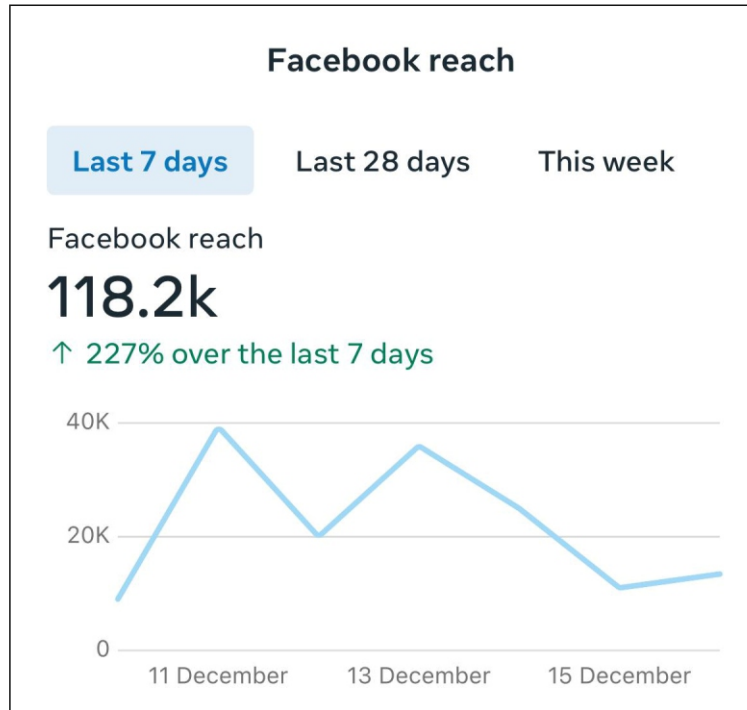 Facebook reach
Last 7 days Last 28 days This week
Facebook reach
118.2k
↑ 227% over the last 7 days
40K
20K
0
11 December 13 December 15 December